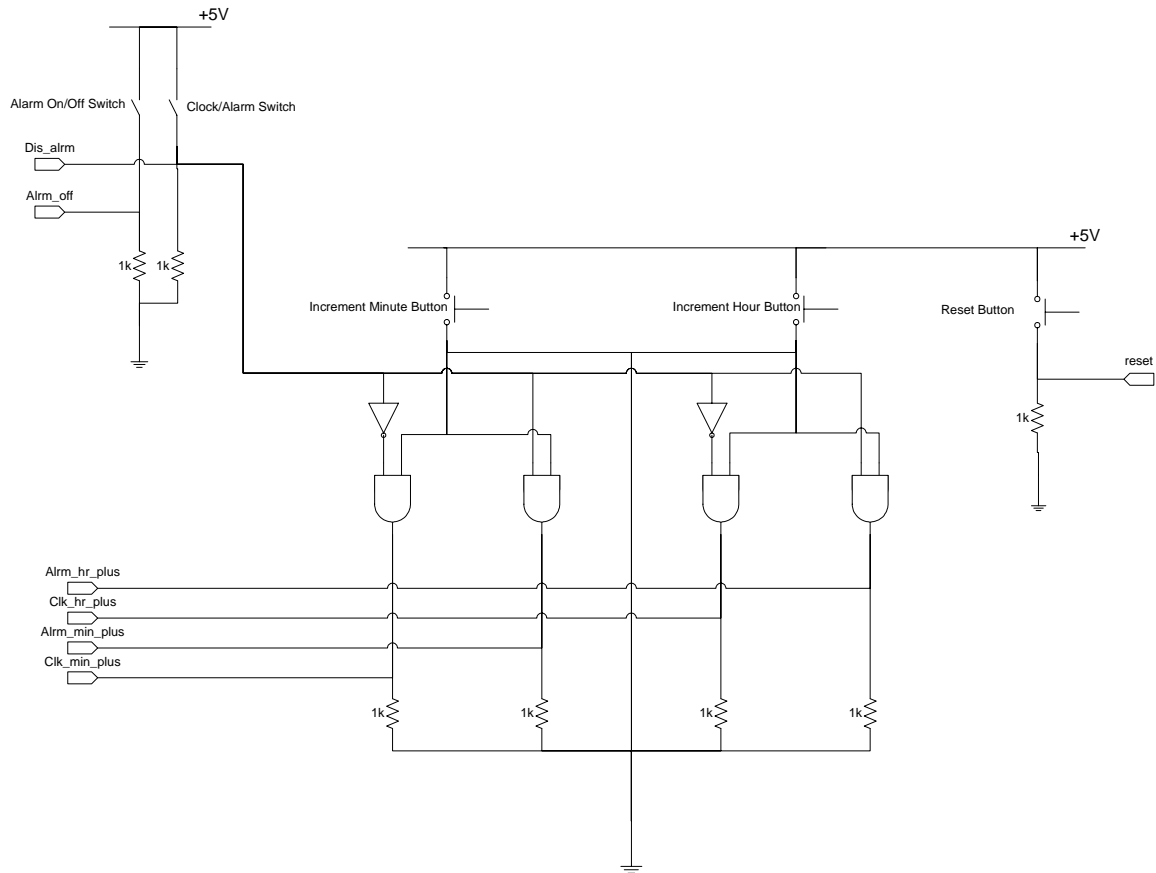 +5V
Alarm On/Off Switch
Clock/Alarm Switch
Dis_alrm
Alrm_off
1k
1k
+5V
Increment Minute Button
Increment Hour Button
Reset Button
reset
1k
Alrm_hr_plus
Clk_hr_plus
Alrm_min_plus
Clk_min_plus
1k
1k
1k
1k